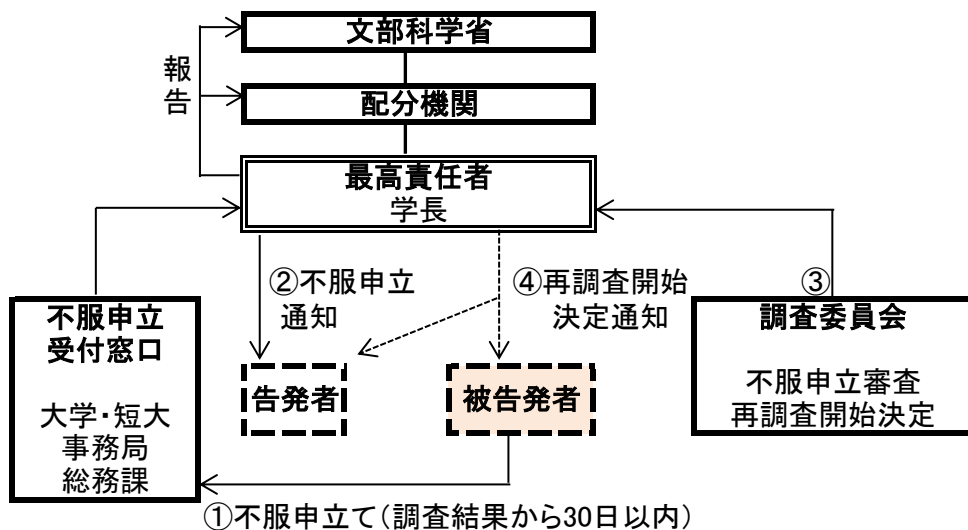 文部科学省
報告
配分機関
最高責任者
学長
②不服申立
通知
④再調査開始
決定通知
③
不服申立
受付窓口
大学・短大
事務局
総務課
告発者
被告発者
調査委員会
不服申立審査
再調査開始決定
①不服申立て（調査結果から30日以内）